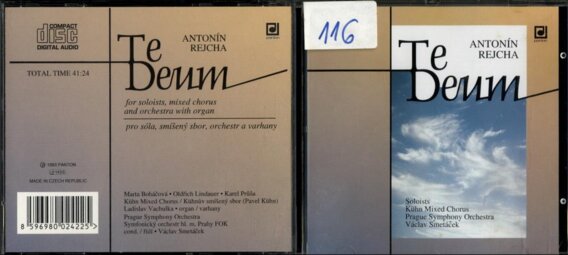 COMPACT
disc
DIGITAL AUDIO
TOTAL TIME 41:24
ANTONÍN
REJCHA
Te
Deum
for soloists, mixed chorus
and orchestra with organ
pro sóla, smíšený sbor, orchestr a varhany
MADE IN CZECH REPUBLIC
8 596980 024225
Marta Boháčová • Oldřich Lindauer • Karel Průša
Kühn Mixed Chorus / Kühnův smíšený sbor (Pavel Kühn)
Ladislav Vachulka • organ / varhany
Prague Symphony Orchestra
Symfonický orchestr hl. m. Prahy FOK
cond. / řídí • Václav Smetáček
116
ANTONÍN
REJCHA
Te
Deum
Soloists
Kühn Mixed Chorus
Prague Symphony Orchestra
Václav Smetáček